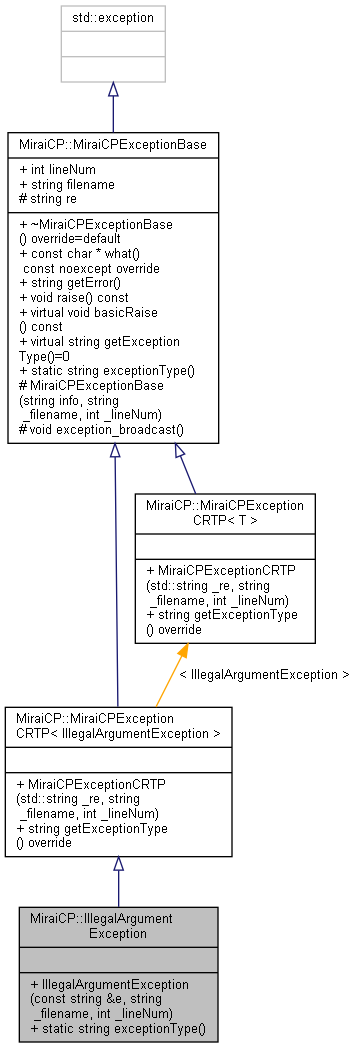 std::exception
MiraiCP::MiraiCPExceptionBase
+ int lineNum
+ string filename
# string re
+ ~MiraiCPExceptionBase
() override=default
+ const char * what()
const noexcept override
+ string getError()
+ void raise() const
+ virtual void basicRaise
() const
+ virtual string getException
Type()=0
+ static string exceptionType()
# MiraiCPExceptionBase
(string info, string
_filename, int _lineNum)
# void exception_broadcast()
MiraiCP::MiraiCPException
CRTP< T >
+ MiraiCPExceptionCRTP
(std::string _re, string
_filename, int _lineNum)
+ string getExceptionType
() override
< IllegalArgumentException >
MiraiCP::MiraiCPException
CRTP< IllegalArgumentException >
+ MiraiCPExceptionCRTP
(std::string _re, string
_filename, int _lineNum)
+ string getExceptionType
() override
MiraiCP::IllegalArgument
Exception
+ IllegalArgumentException
(const string &e, string
_filename, int _lineNum)
+ static string exceptionType()